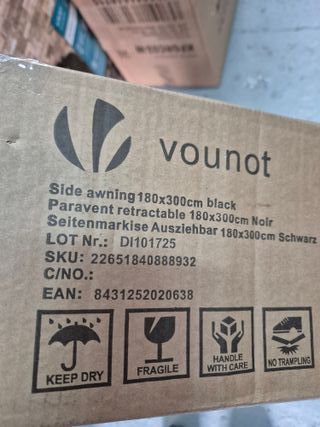 vounot
Side awning 180x300cm black
Paravent retractable 180x300cm Noir
Seitenmarkise Ausziehbar 180x300cm Schwarz
LOT Nr.: DI101725
SKU: 22651840888932
C/NO.:
EAN: 8431252020638
KEEP DRY
FRAGILE
HANDLE
WITH CARE
NO TRAMPLING